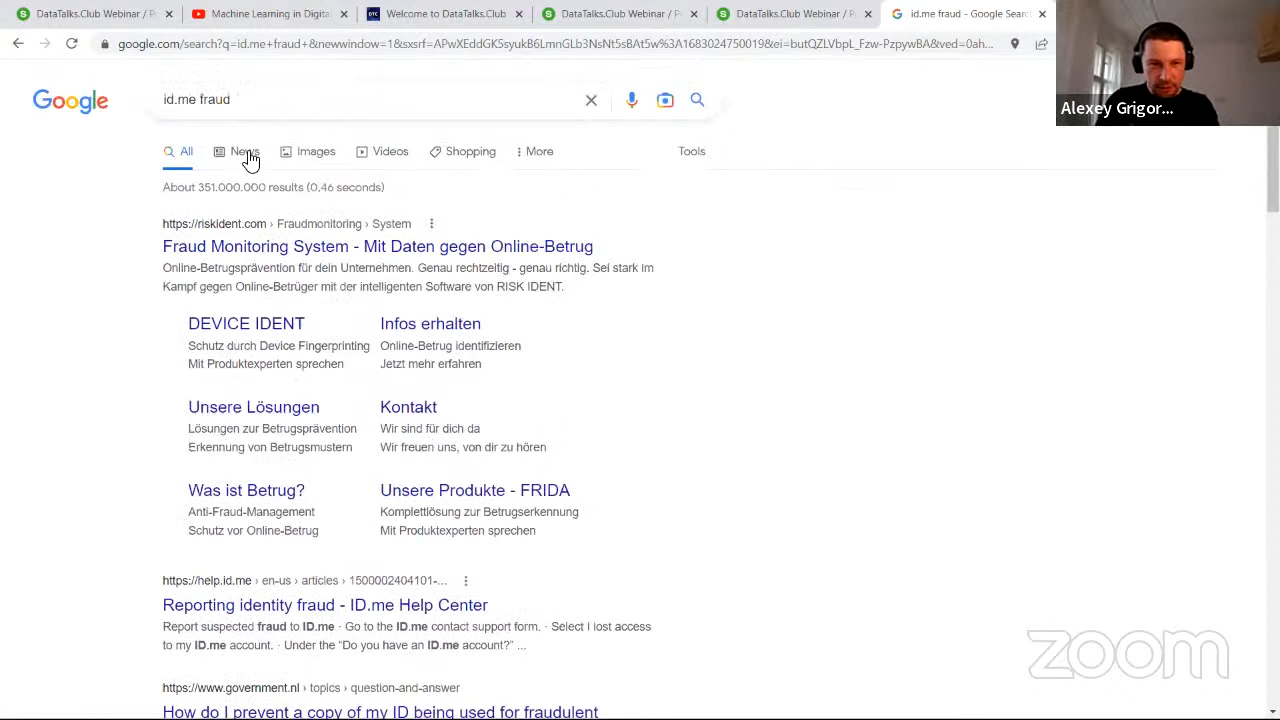 DataTalks.Club Webinar / P
Machine Learning in Digital
DTC
Welcome to DataTalks.Club
DataTalks.Club Webinar / P
DataTalks.Club Webinar / P
id.me fraud - Google Sear
google.com/search?q=id.me+fraud+&newwindow=1&sxsrf=APwXEddGK5syukB6LmnGLb3NsNt5sBAt5w%3A1683024750019&ei=butQZLVbpL_Fzw-PzpywBA&ved=0ah...
Alexey Grigor...
Google
id.me fraud
All
News
Images
Videos
Shopping
More
Tools
About 351.000.000 results (0,46 seconds)
https://riskident.com › Fraudmonitoring › System
Fraud Monitoring System - Mit Daten gegen Online-Betrug
Online-Betrugsprävention für dein Unternehmen. Genau rechtzeitig - genau richtig. Sei stark im
Kampf gegen Online-Betrüger mit der intelligenten Software von RISK IDENT.
DEVICE IDENT
Schutz durch Device Fingerprinting
Mit Produktexperten sprechen
Infos erhalten
Online-Betrug identifizieren
Jetzt mehr erfahren
Unsere Lösungen
Lösungen zur Betrugsprävention
Erkennung von Betrugsmustern
Kontakt
Wir sind für dich da
Wir freuen uns, von dir zu hören
Was ist Betrug?
Anti-Fraud-Management
Schutz vor Online-Betrug
Unsere Produkte - FRIDA
Komplettlösung zur Betrugserkennung
Mit Produktexperten sprechen
https://help.id.me › en-us › articles › 1500002404101-...
Reporting identity fraud - ID.me Help Center
Report suspected fraud to ID.me · Go to the ID.me contact support form. · Select I lost access
to my ID.me account. · Under the “Do you have an ID.me account?” ...
https://www.government.nl › topics › question-and-answer
How do I prevent a copy of my ID being used for fraudulent
zoom